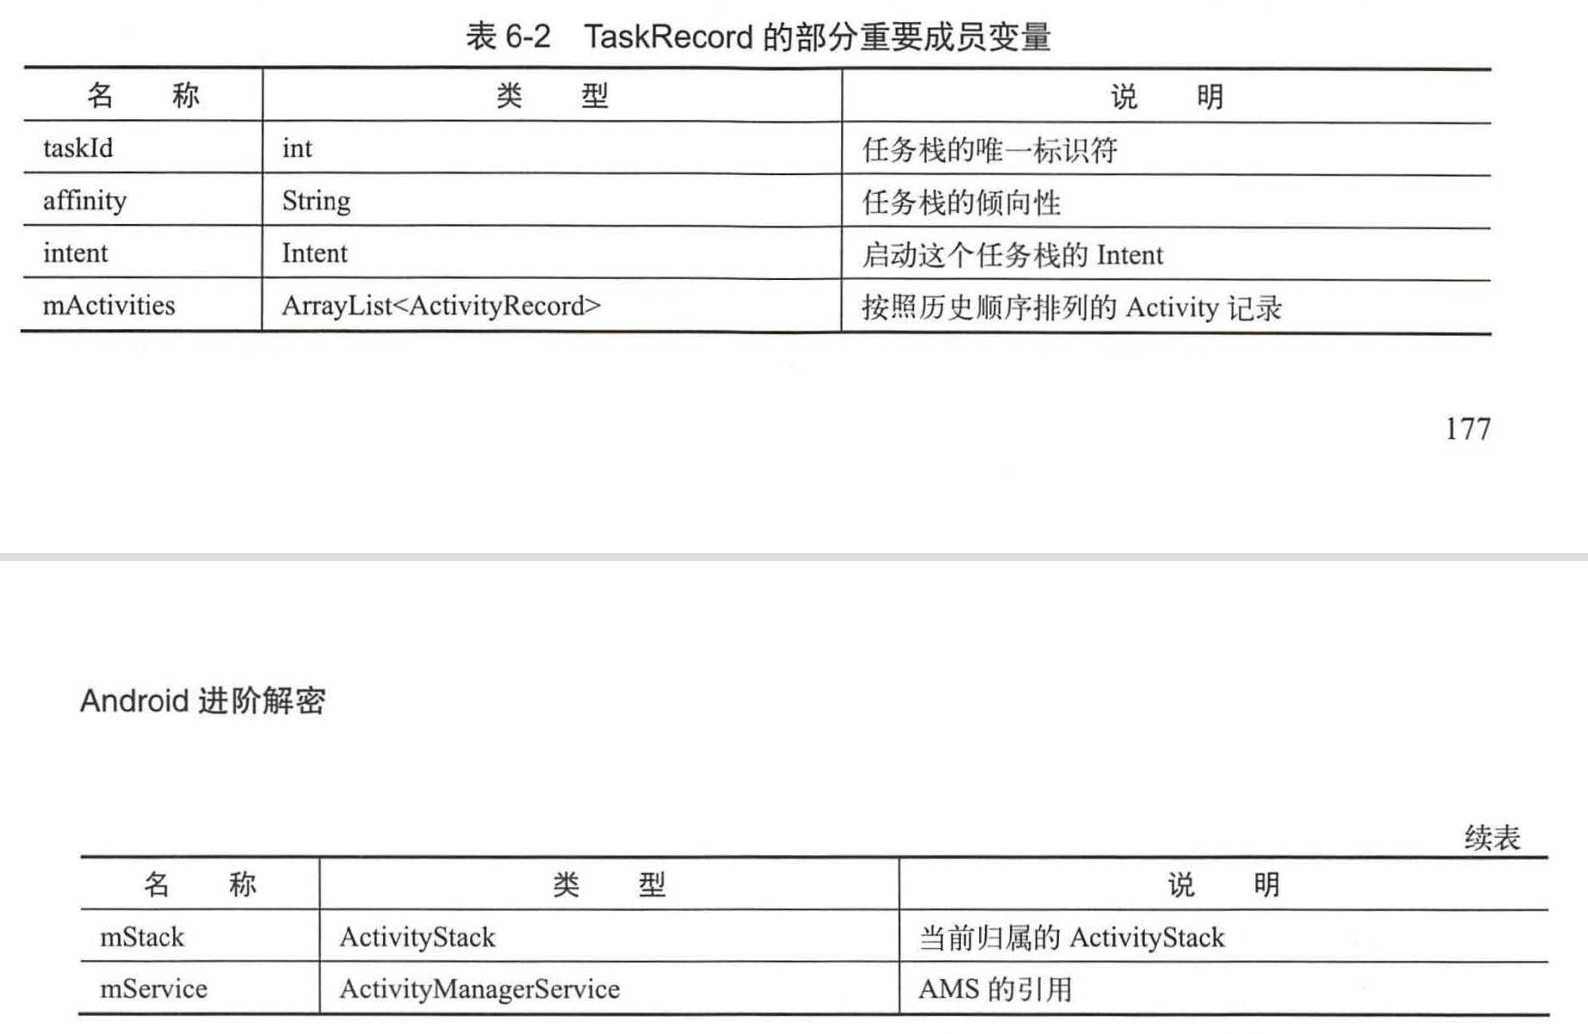 表 6-2 TaskRecord 的部分重要成员变量
名 称 类 型 说 明
taskId int 任务栈的唯一标识符
affinity String 任务栈的倾向性
intent Intent 启动这个任务栈的 Intent
mActivities ArrayList<ActivityRecord> 按照历史顺序排列的 Activity 记录
177
Android 进阶解密
续表
名 称 类 型 说 明
mStack ActivityStack 当前归属的 ActivityStack
mService ActivityManagerService AMS 的引用